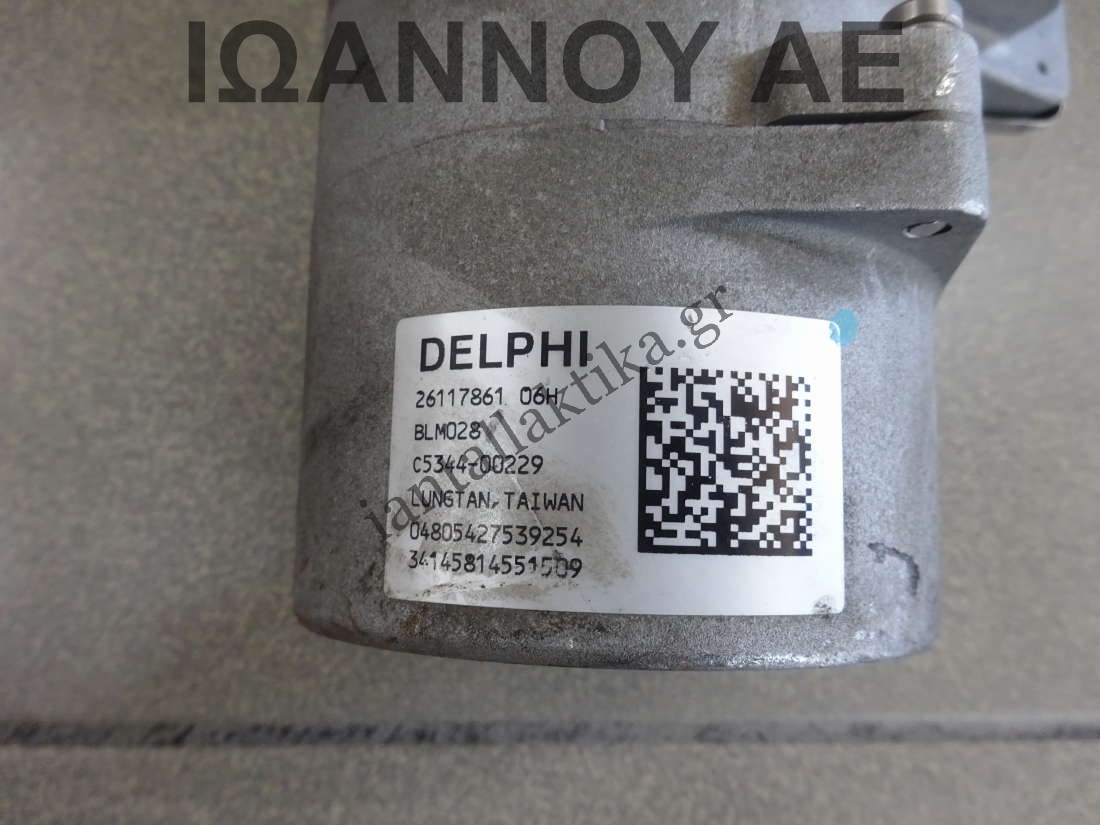 ΙΩΑΝΝΟΥ ΑΕ
DELPHI
26117861 06H
BLM028
C5344-00229
LUNGTAN, TAIWAN
04805427539254
34145814551509
iantallaktika.gr